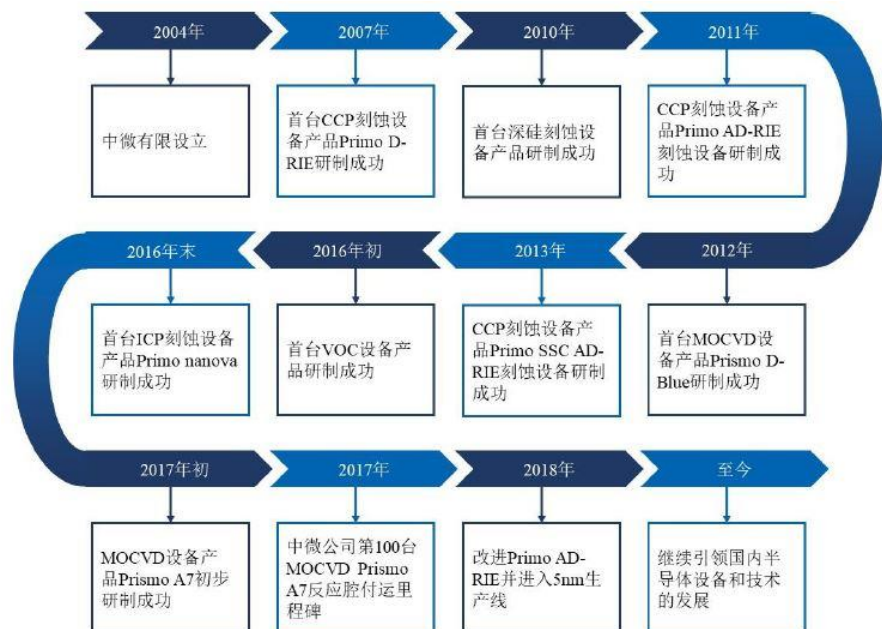 2004年
2007年
2010年
2011年
中微有限设立
首台CCP刻蚀设
备产品Primo D-
RIE研制成功
首台深硅刻蚀设
备产品研制成功
CCP刻蚀设备产
品Primo AD-RIE
刻蚀设备研制成
功
2016年末
2016年初
2013年
2012年
首台ICP刻蚀设备
产品Primo nanova
研制成功
首台VOC设备产
品研制成功
CCP刻蚀设备产
品Primo SSC AD-
RIE刻蚀设备研制
成功
首台MOCVD设
备产品Prismo D-
Blue研制成功
2017年初
2017年
2018年
至今
MOCVD设备产
品Prismo A7初步
研制成功
中微公司第100台
MOCVD Prismo
A7反应腔付运里
程碑
改进Primo AD-
RIE并进入5nm生
产线
继续引领国内半
导体设备和技术
的发展